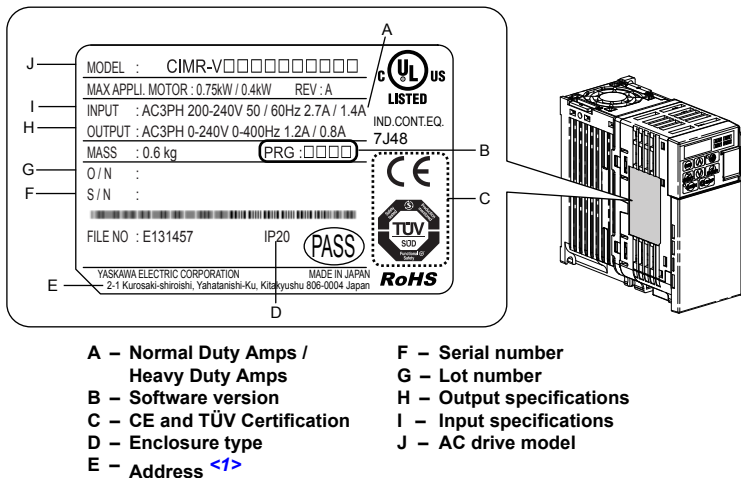 A
J
MODEL : CIMR-V□□□□□□□□□□
MAX APPLI. MOTOR : 0.75kW / 0.4kW REV : A
I
INPUT : AC3PH 200-240V 50 / 60Hz 2.7A / 1.4A
H
OUTPUT : AC3PH 0-240V 0-400Hz 1.2A / 0.8A
MASS : 0.6 kg PRG :□□□□
B
G
O / N :
F
S / N :
FILE NO : E131457 IP20
PASS
YASKAWA ELECTRIC CORPORATION MADE IN JAPAN
E
2-1 Kurosaki-shiroishi, Yahatanishi-Ku, Kitakyushu 806-0004 Japan
D
C UL US
LISTED
IND.CONT.EQ.
7J48
CE
C
TÜV
SÜD
Functional
Safety
RoHS
A – Normal Duty Amps /
Heavy Duty Amps
B – Software version
C – CE and TÜV Certification
D – Enclosure type
E – Address <1>
F – Serial number
G – Lot number
H – Output specifications
I – Input specifications
J – AC drive model